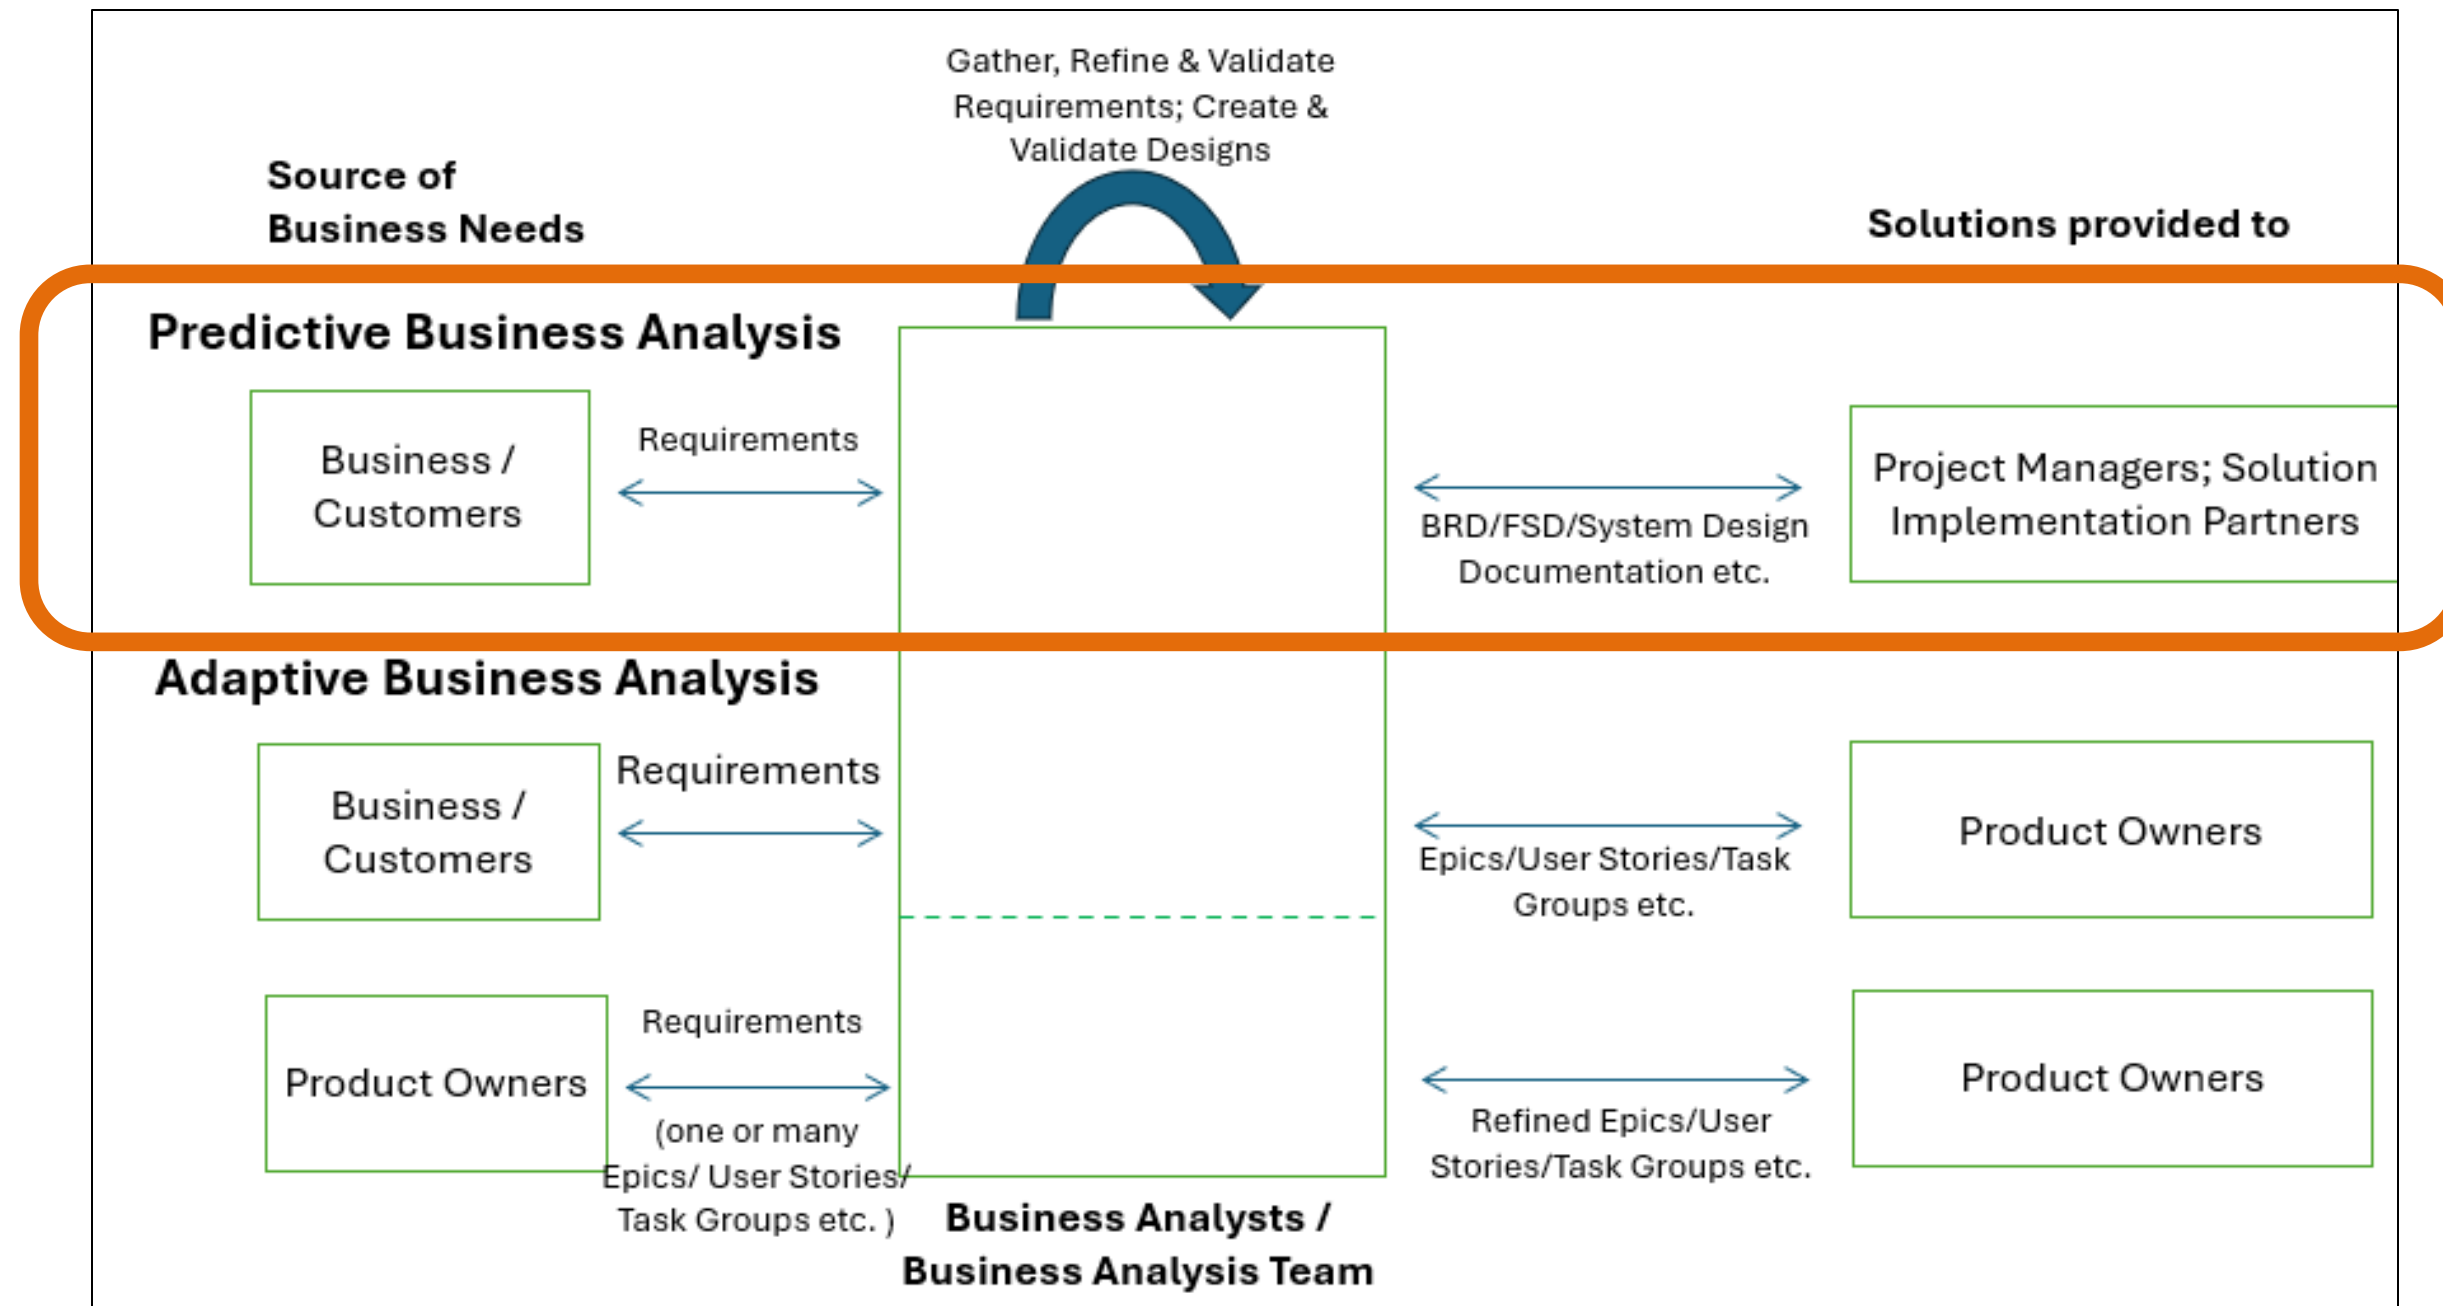 Gather, Refine & Validate
Requirements; Create &
Validate Designs
Source of
Business Needs
Solutions provided to
Predictive Business Analysis
Business /
Customers
Requirements
BRD/FSD/System Design
Documentation etc.
Project Managers; Solution
Implementation Partners
Adaptive Business Analysis
Business /
Customers
Requirements
Epics/User Stories/Task
Groups etc.
Product Owners
Product Owners
Requirements
(one or many
Epics/ User Stories/
Task Groups etc. )
Refined Epics/User
Stories/Task Groups etc.
Product Owners
Business Analysts /
Business Analysis Team